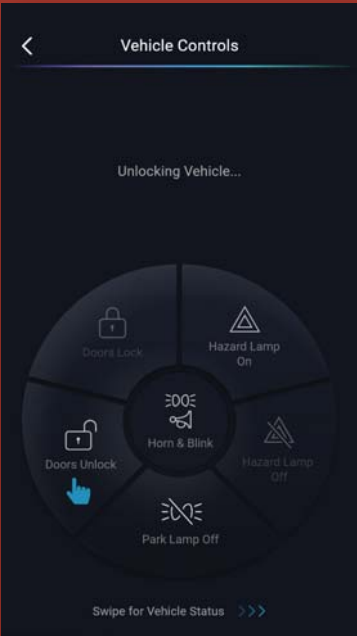 Vehicle Controls
Unlocking Vehicle...
Doors Lock
Hazard Lamp
On
Horn & Blink
Doors Unlock
Hazard Lamp
Off
Park Lamp Off
Swipe for Vehicle Status >>>